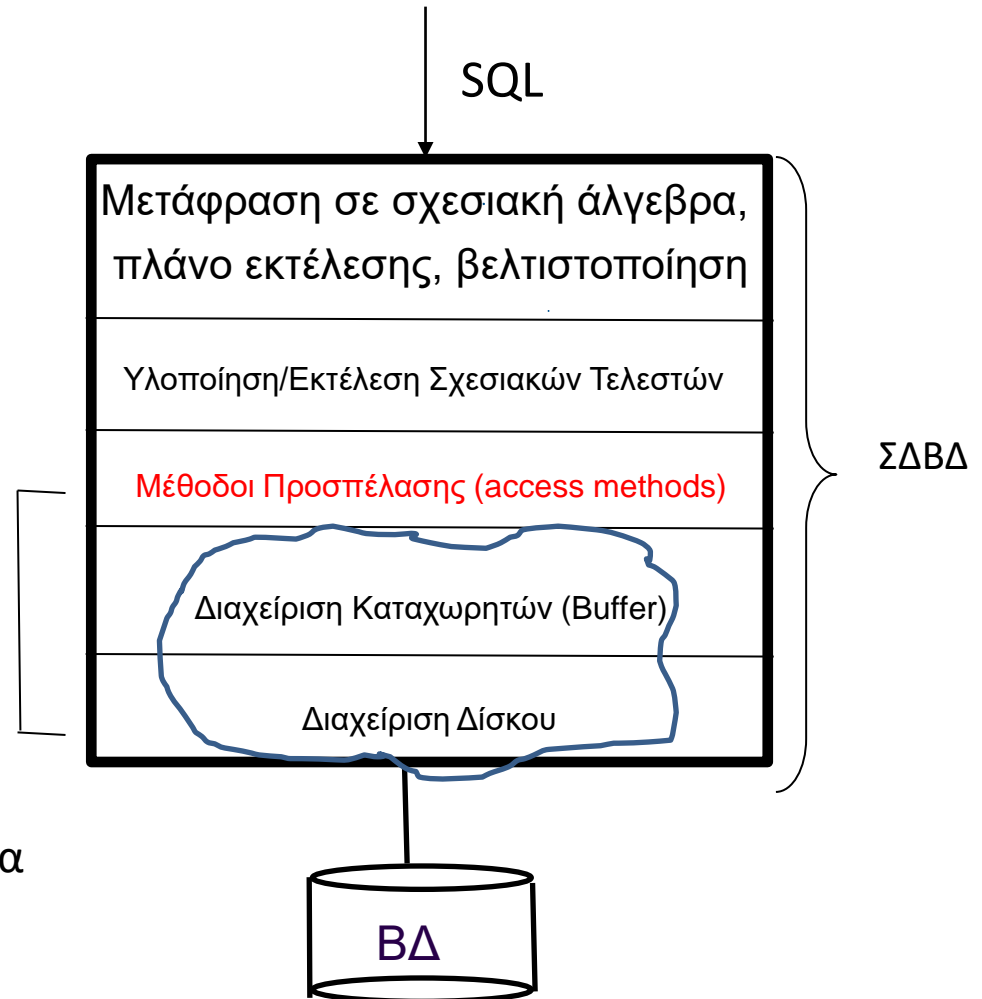 SQL
Μετάφραση σε σχεσιακή άλγεβρα,
πλάνο εκτέλεσης, βελτιστοποίηση
Υλοποίηση/Εκτέλεση Σχεσιακών Τελεστών
Μέθοδοι Προσπέλασης (access methods)
ΣΔΒΔ
Διαχείριση Καταχωρητών (Buffer)
Διαχείριση Δίσκου
α
ΒΔ